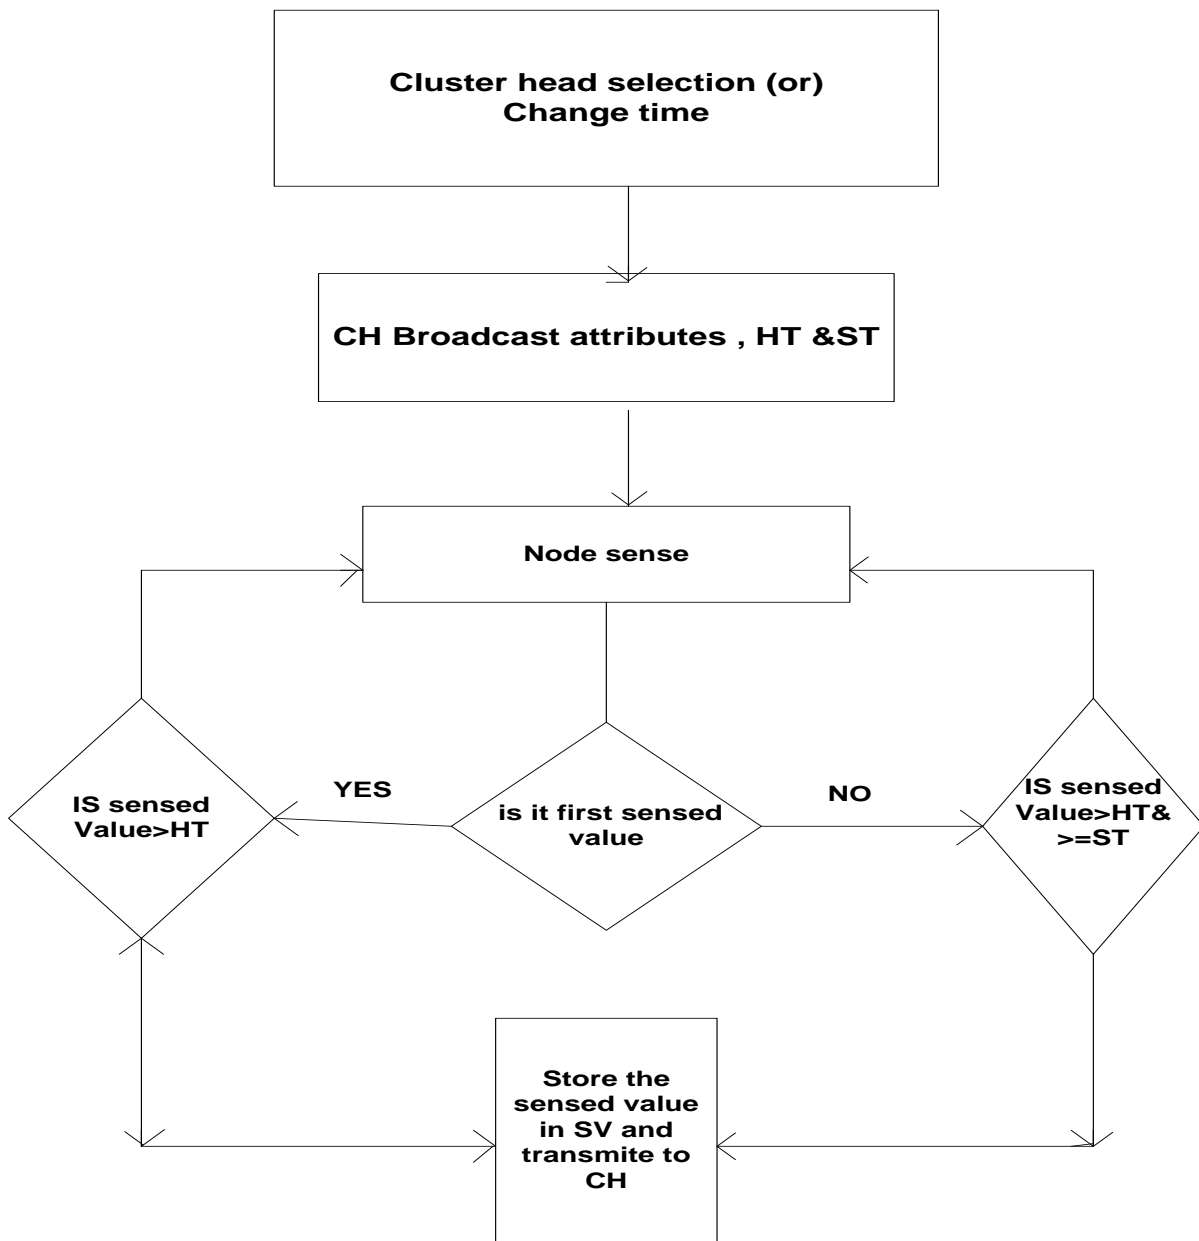 Cluster head selection (or)
Change time
CH Broadcast attributes , HT &ST
Node sense
YES
NO
IS sensed
Value>HT
is it first sensed
value
IS sensed
Value>HT&
>=ST
Store the
sensed value
in SV and
transmite to
CH